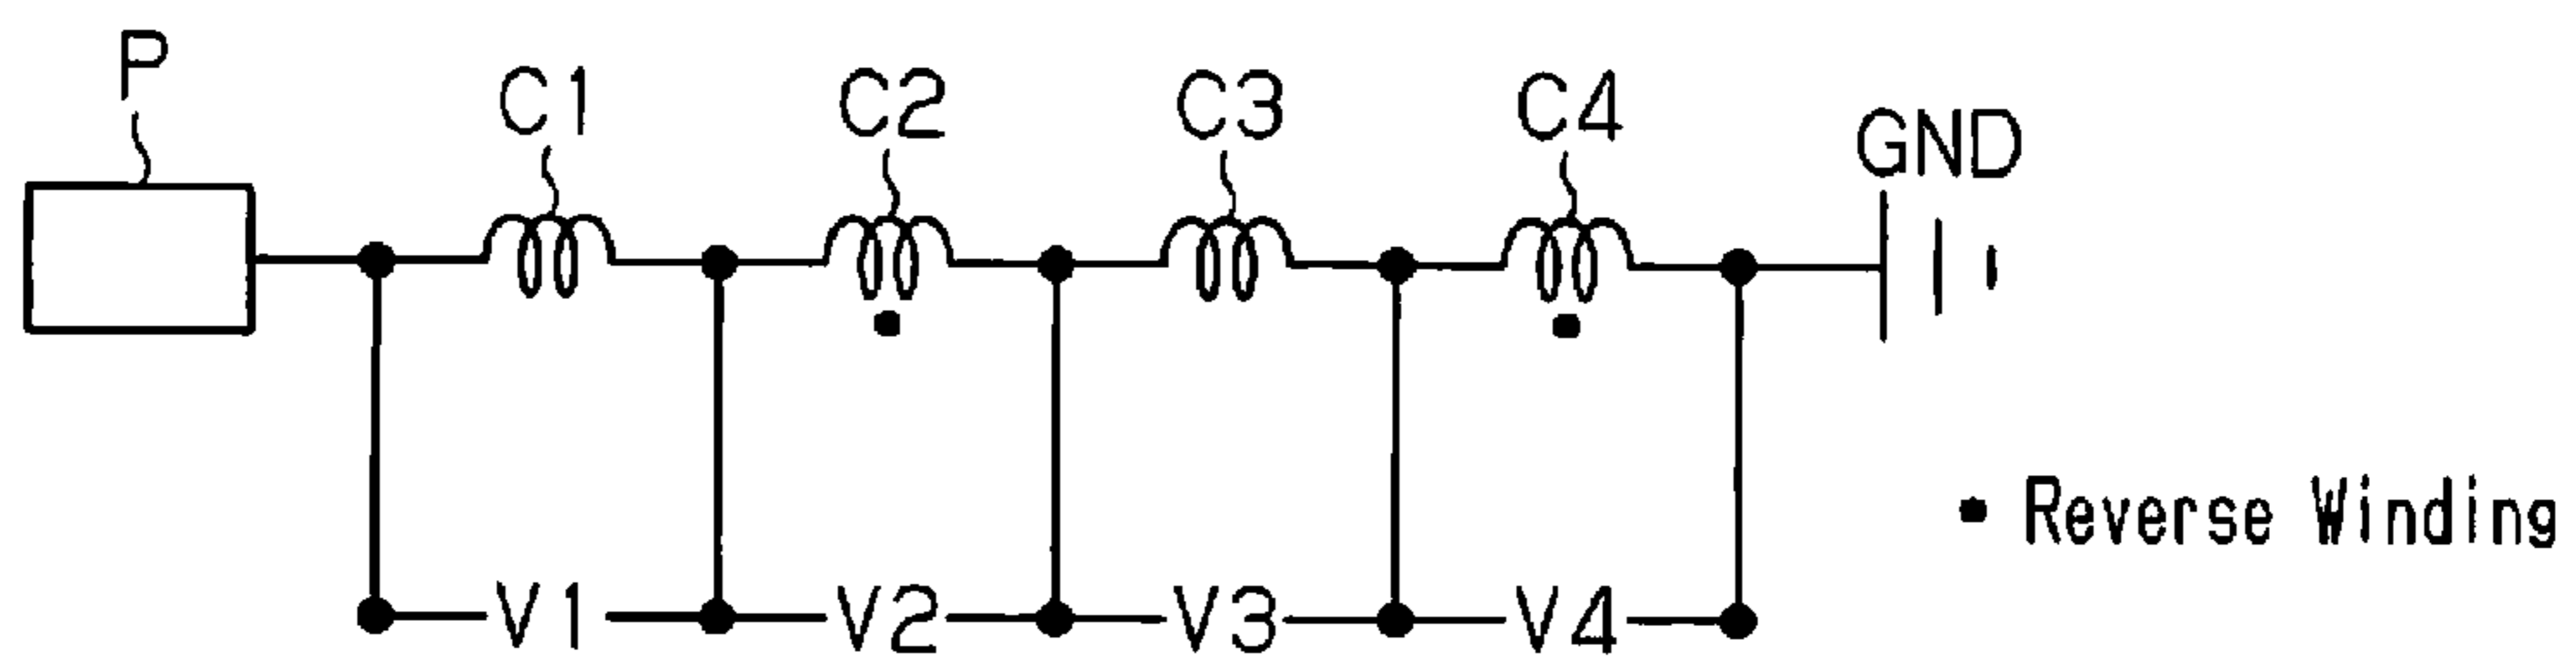 P
C1 C2 C3 C4 GND
• Reverse Winding
V1 V2 V3 V4